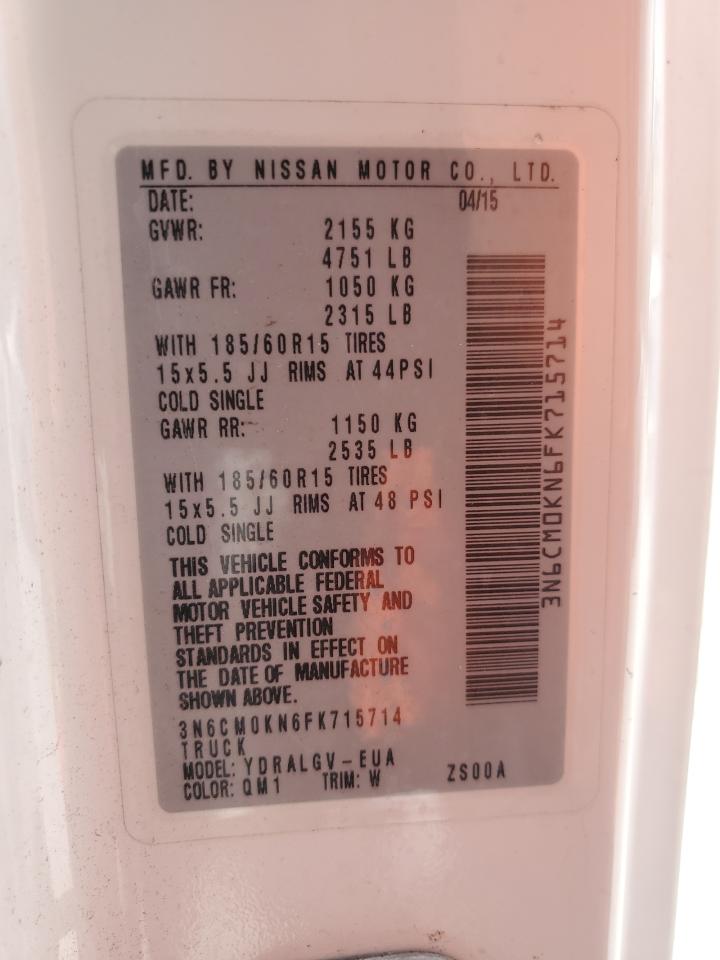 MFD. BY NISSAN MOTOR CO., LTD.
DATE: 04/15
GVWR: 2155 KG
4751 LB
GAWR FR: 1050 KG
2315 LB
WITH 185/60R15 TIRES
15x5.5 JJ RIMS AT 44PSI
COLD SINGLE
GAWR RR: 1150 KG
2535 LB
WITH 185/60R15 TIRES
15x5.5 JJ RIMS AT 48 PSI
COLD SINGLE
THIS VEHICLE CONFORMS TO
ALL APPLICABLE FEDERAL
MOTOR VEHICLE SAFETY AND
THEFT PREVENTION
STANDARDS IN EFFECT ON
THE DATE OF MANUFACTURE
SHOWN ABOVE.
3N6CM0KN6FK715714
TRUCK
MODEL: YDRALGV-EUA
COLOR: QM1 TRIM: W ZS00A
3N6CM0KN6FK715714